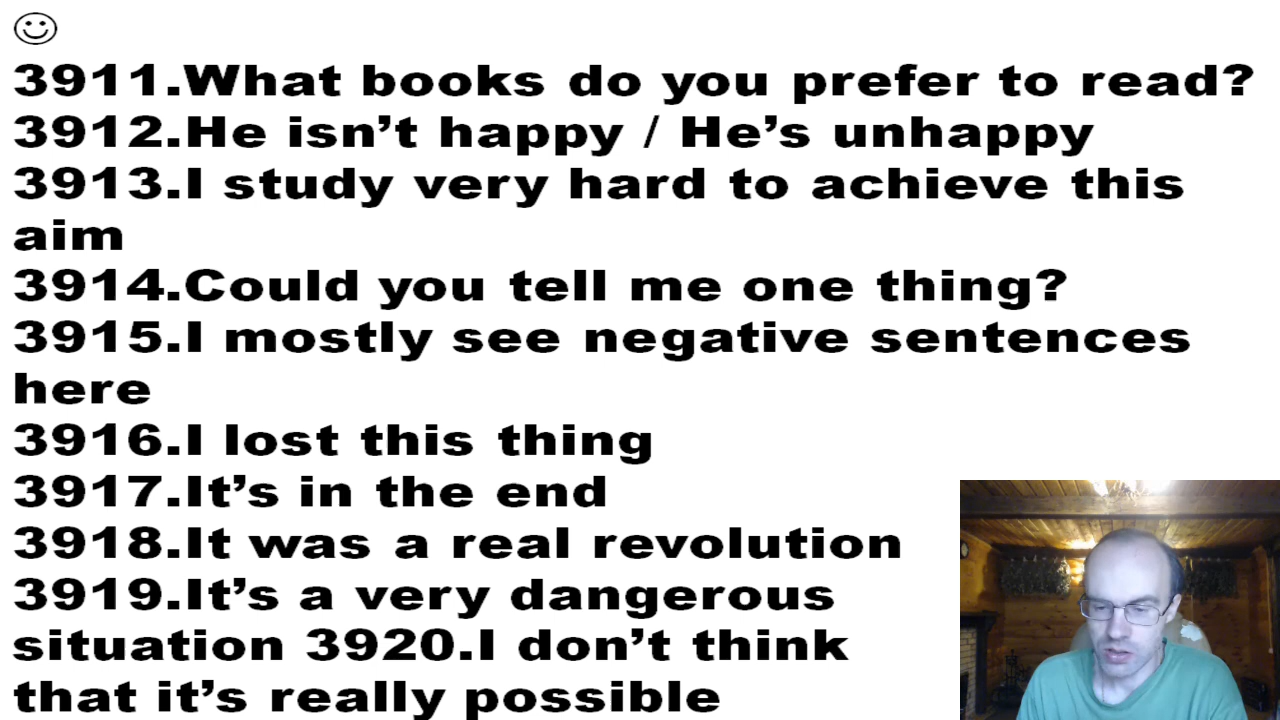 3911.What books do you prefer to read?
3912.He isn’t happy / He’s unhappy
3913.I study very hard to achieve this
aim
3914.Could you tell me one thing?
3915.I mostly see negative sentences
here
3916.I lost this thing
3917.It’s in the end
3918.It was a real revolution
3919.It’s a very dangerous
situation 3920.I don’t think
that it’s really possible